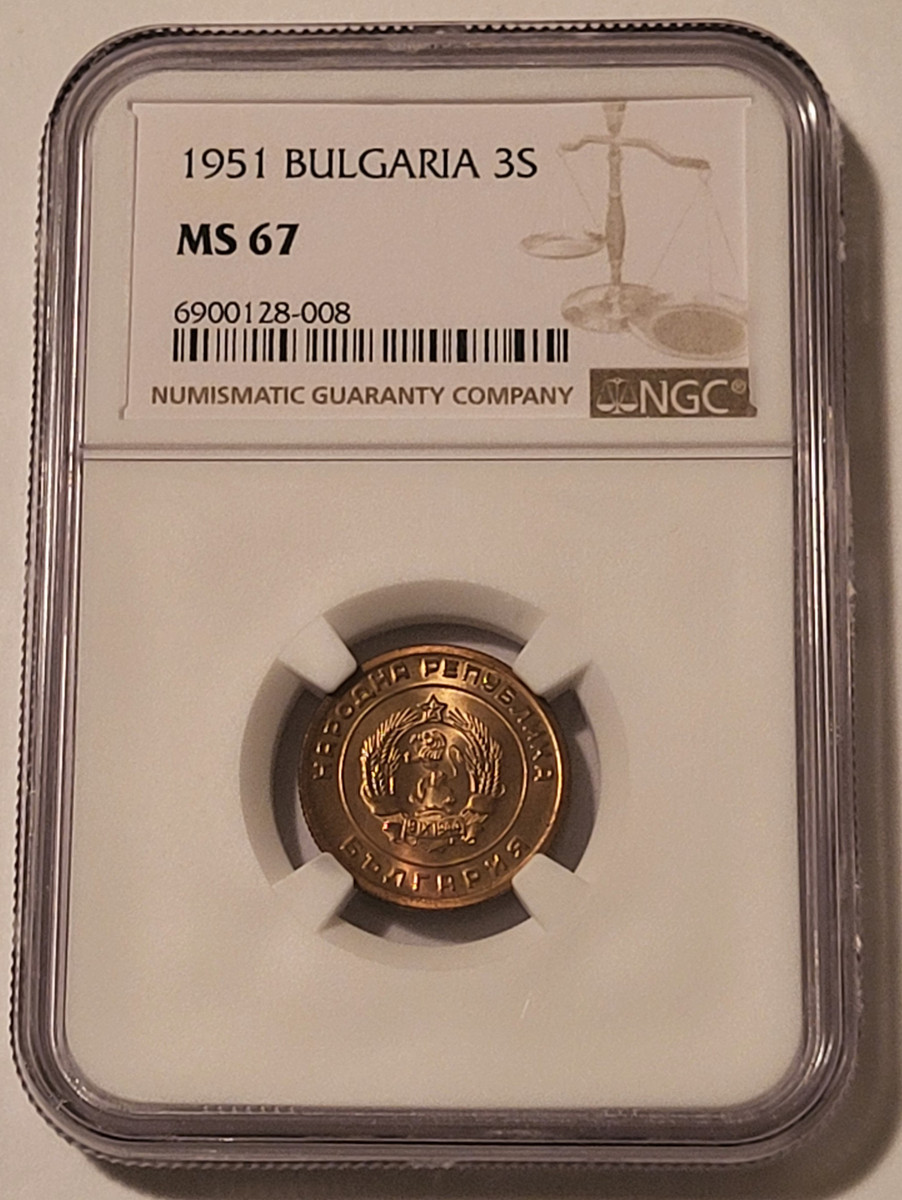 1951 BULGARIA 3S
MS 67
6900128-008
NUMISMATIC GUARANTY COMPANY
NGC®
НАРОДНА РЕПУБЛИКА
БЪЛГАРИЯ